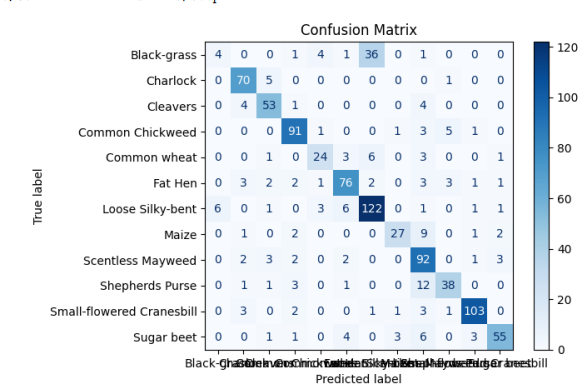 Confusion Matrix
Black-grass 4 0 0 1 4 1 36 0 1 0 0 0
Charlock 0 70 5 0 0 0 0 0 0 1 0 0
Cleavers 0 4 53 1 0 0 0 0 4 0 0 0
Common Chickweed 0 0 0 91 1 0 0 1 3 5 1 0
Common wheat 0 0 1 0 24 3 6 0 3 0 0 1
Fat Hen 0 3 2 2 1 76 2 0 3 3 1 1
Loose Silky-bent 6 0 1 0 3 6 122 0 1 0 1 1
Maize 0 1 0 2 0 0 0 27 9 0 1 2
Scentless Mayweed 0 2 3 2 0 2 0 0 92 0 1 3
Shepherds Purse 0 1 1 3 0 1 0 0 12 38 0 0
Small-flowered Cranesbill 0 3 0 2 0 0 1 1 3 1 103 0
Sugar beet 0 1 1 0 0 4 0 3 6 0 3 55
True label
Predicted label
120
100
80
60
40
20
0